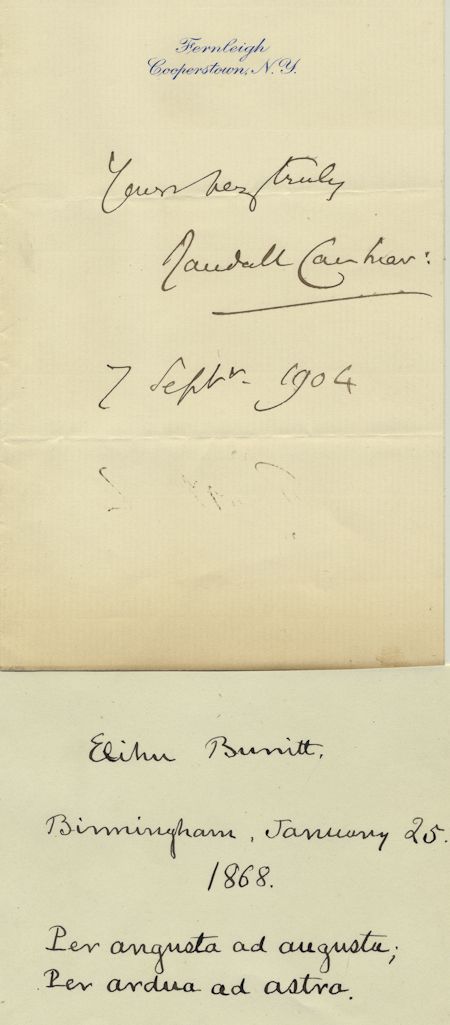 Fernleigh
Cooperstown, N.Y.
Yours very truly
Randall Cantuar:
7 Septr. 1904
Elihu Burritt.
Birmingham, January 25.
1868.
Per angusta ad augusta;
Per ardua ad astra.